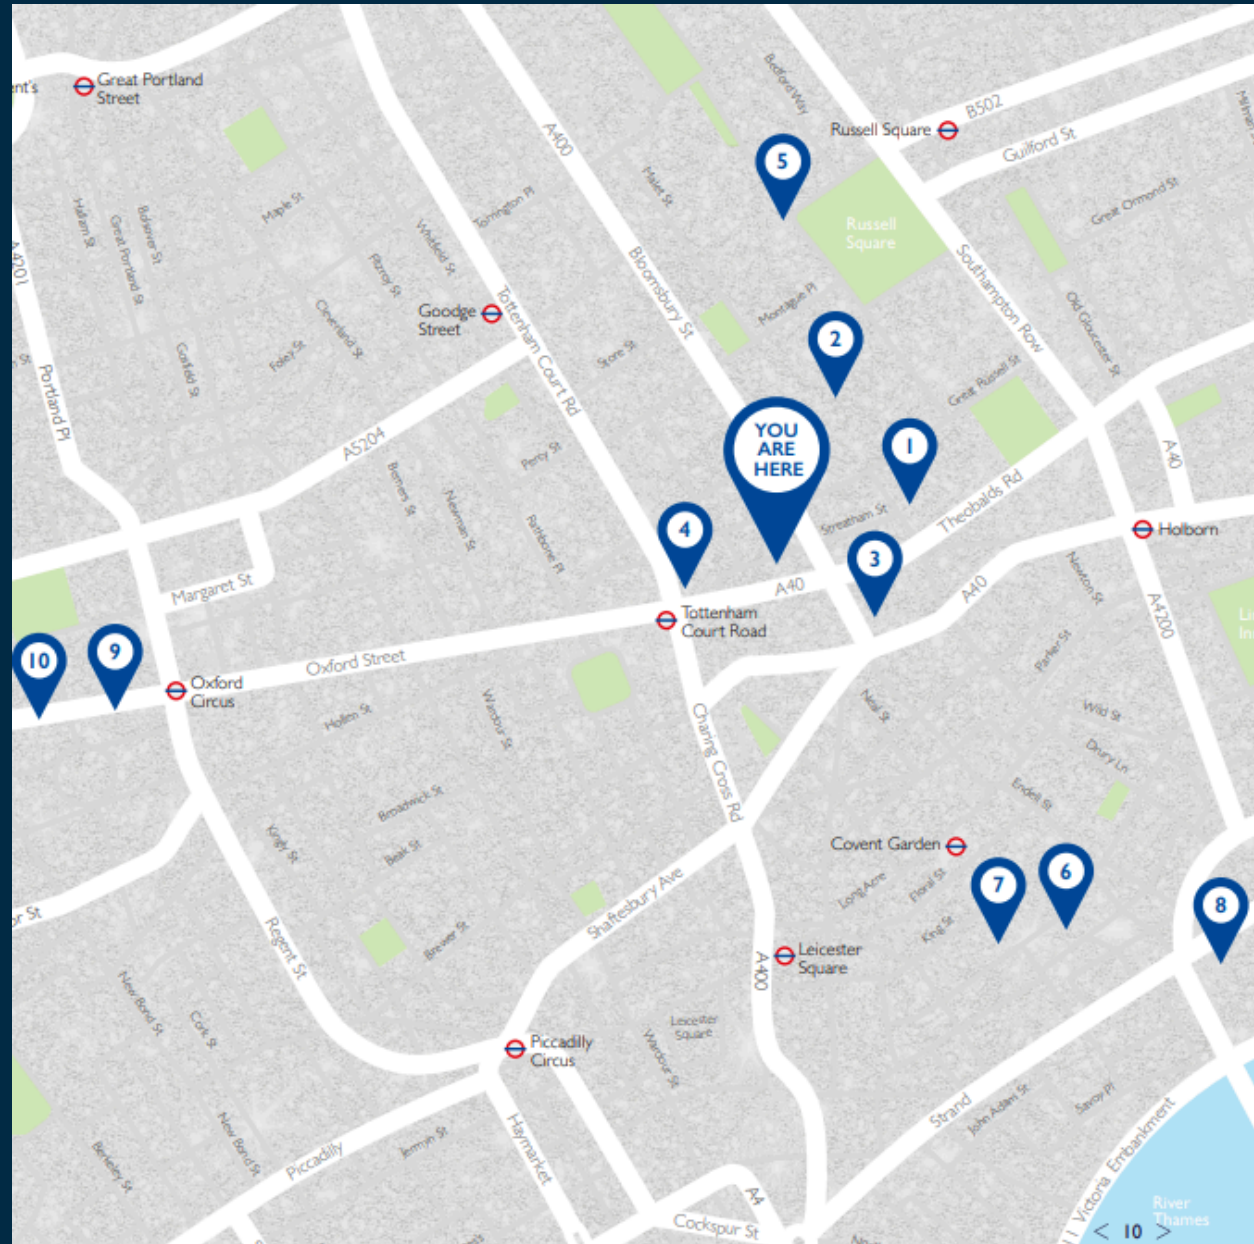 ent's
Great Portland
Street
A400
Bedford Way
B502
Russell Square
Guilford St
5
Malet St
Maple St
Torrington Pl
Great Ormond St
Hallam St
Great Portland St
Bolsover St
Whitfield St
Russell
Square
A4201
Fitzroy St
Bloomsbury St
Southampton Row
Goodge
Street
Tottenham Court Rd
Montague Pl
Old Gloucester St
Cleveland St
2
Foley St
Store St
Great Russell St
Gosfield St
Portland Pl
A5204
YOU
ARE
HERE
1
Percy St
A40
Berners St
Newman St
Rathbone Pl
Theobalds Rd
Streatham St
4
3
Holborn
A40
A40
Newton St
Margaret St
A4200
Tottenham
Court Road
Parker St
10
9
Oxford Street
Oxford
Circus
Hollen St
Wardour St
Charing Cross Rd
Neal St
Wild St
Drury Ln
Endell St
Broadwick St
Kingly St
Beak St
Covent Garden
Long Acre
Floral St
7
6
8
or St
Shaftesbury Ave
King St
Regent St
Brewer St
Leicester
Square
A400
New Bond St
Cork St
Leicester
Square
Wardour St
Piccadilly
Circus
Strand
John Adam St
Savoy Pl
Victoria Embankment
Haymarket
Jermyn St
New Bond St
Berkeley St
Piccadilly
A4
Cockspur St
River
Thames
< 10 >